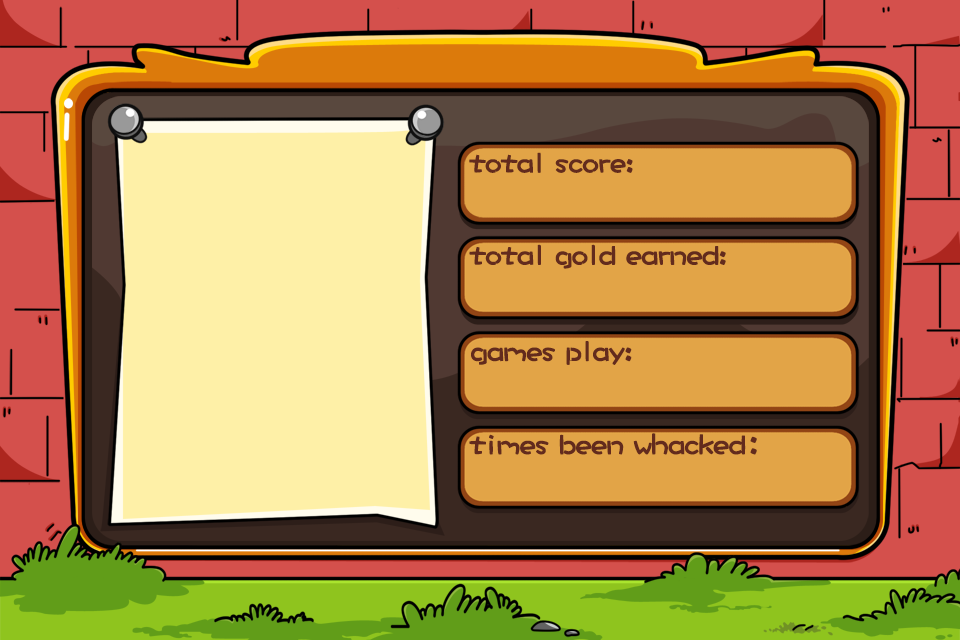 total score:
total gold earned:
games play:
times been whacked: